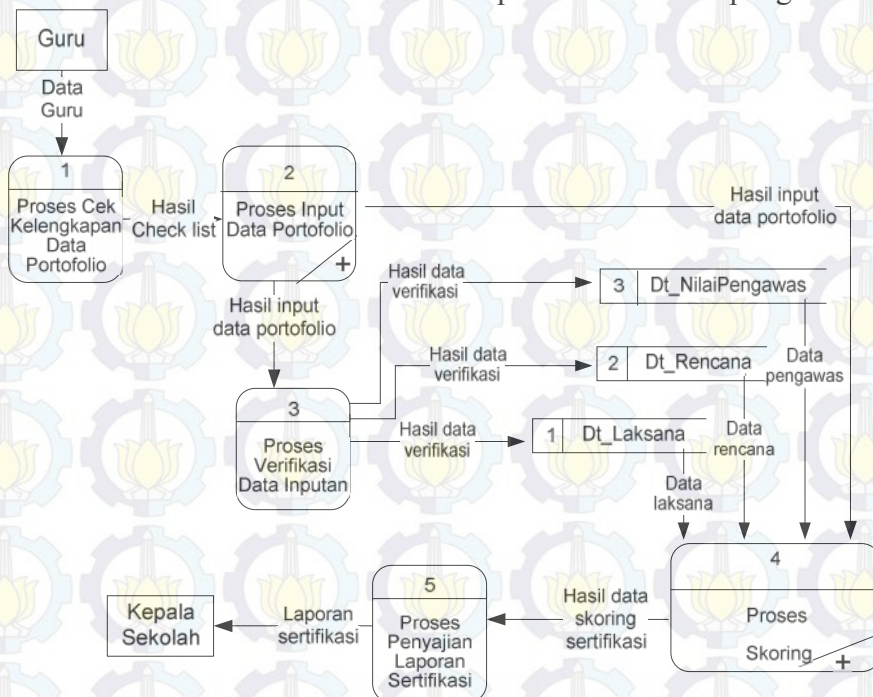 Guru
Data
Guru
1
Proses Cek
Kelengkapan
Data
Portofolio
Hasil
Check list
2
Proses Input
Data Portofolio
+
Hasil input
data portofolio
Hasil input
data portofolio
3
Proses
Verifikasi
Data Inputan
Hasil data
verifikasi
3 Dt_NilaiPengawas
Hasil data
verifikasi
2 Dt_Rencana
Hasil data
verifikasi
1 Dt_Laksana
Data
pengawas
Data
rencana
Data
laksana
4
Proses
Skoring
+
Hasil data
skoring
sertifikasi
5
Proses
Penyajian
Laporan
Sertifikasi
Laporan
sertifikasi
Kepala
Sekolah